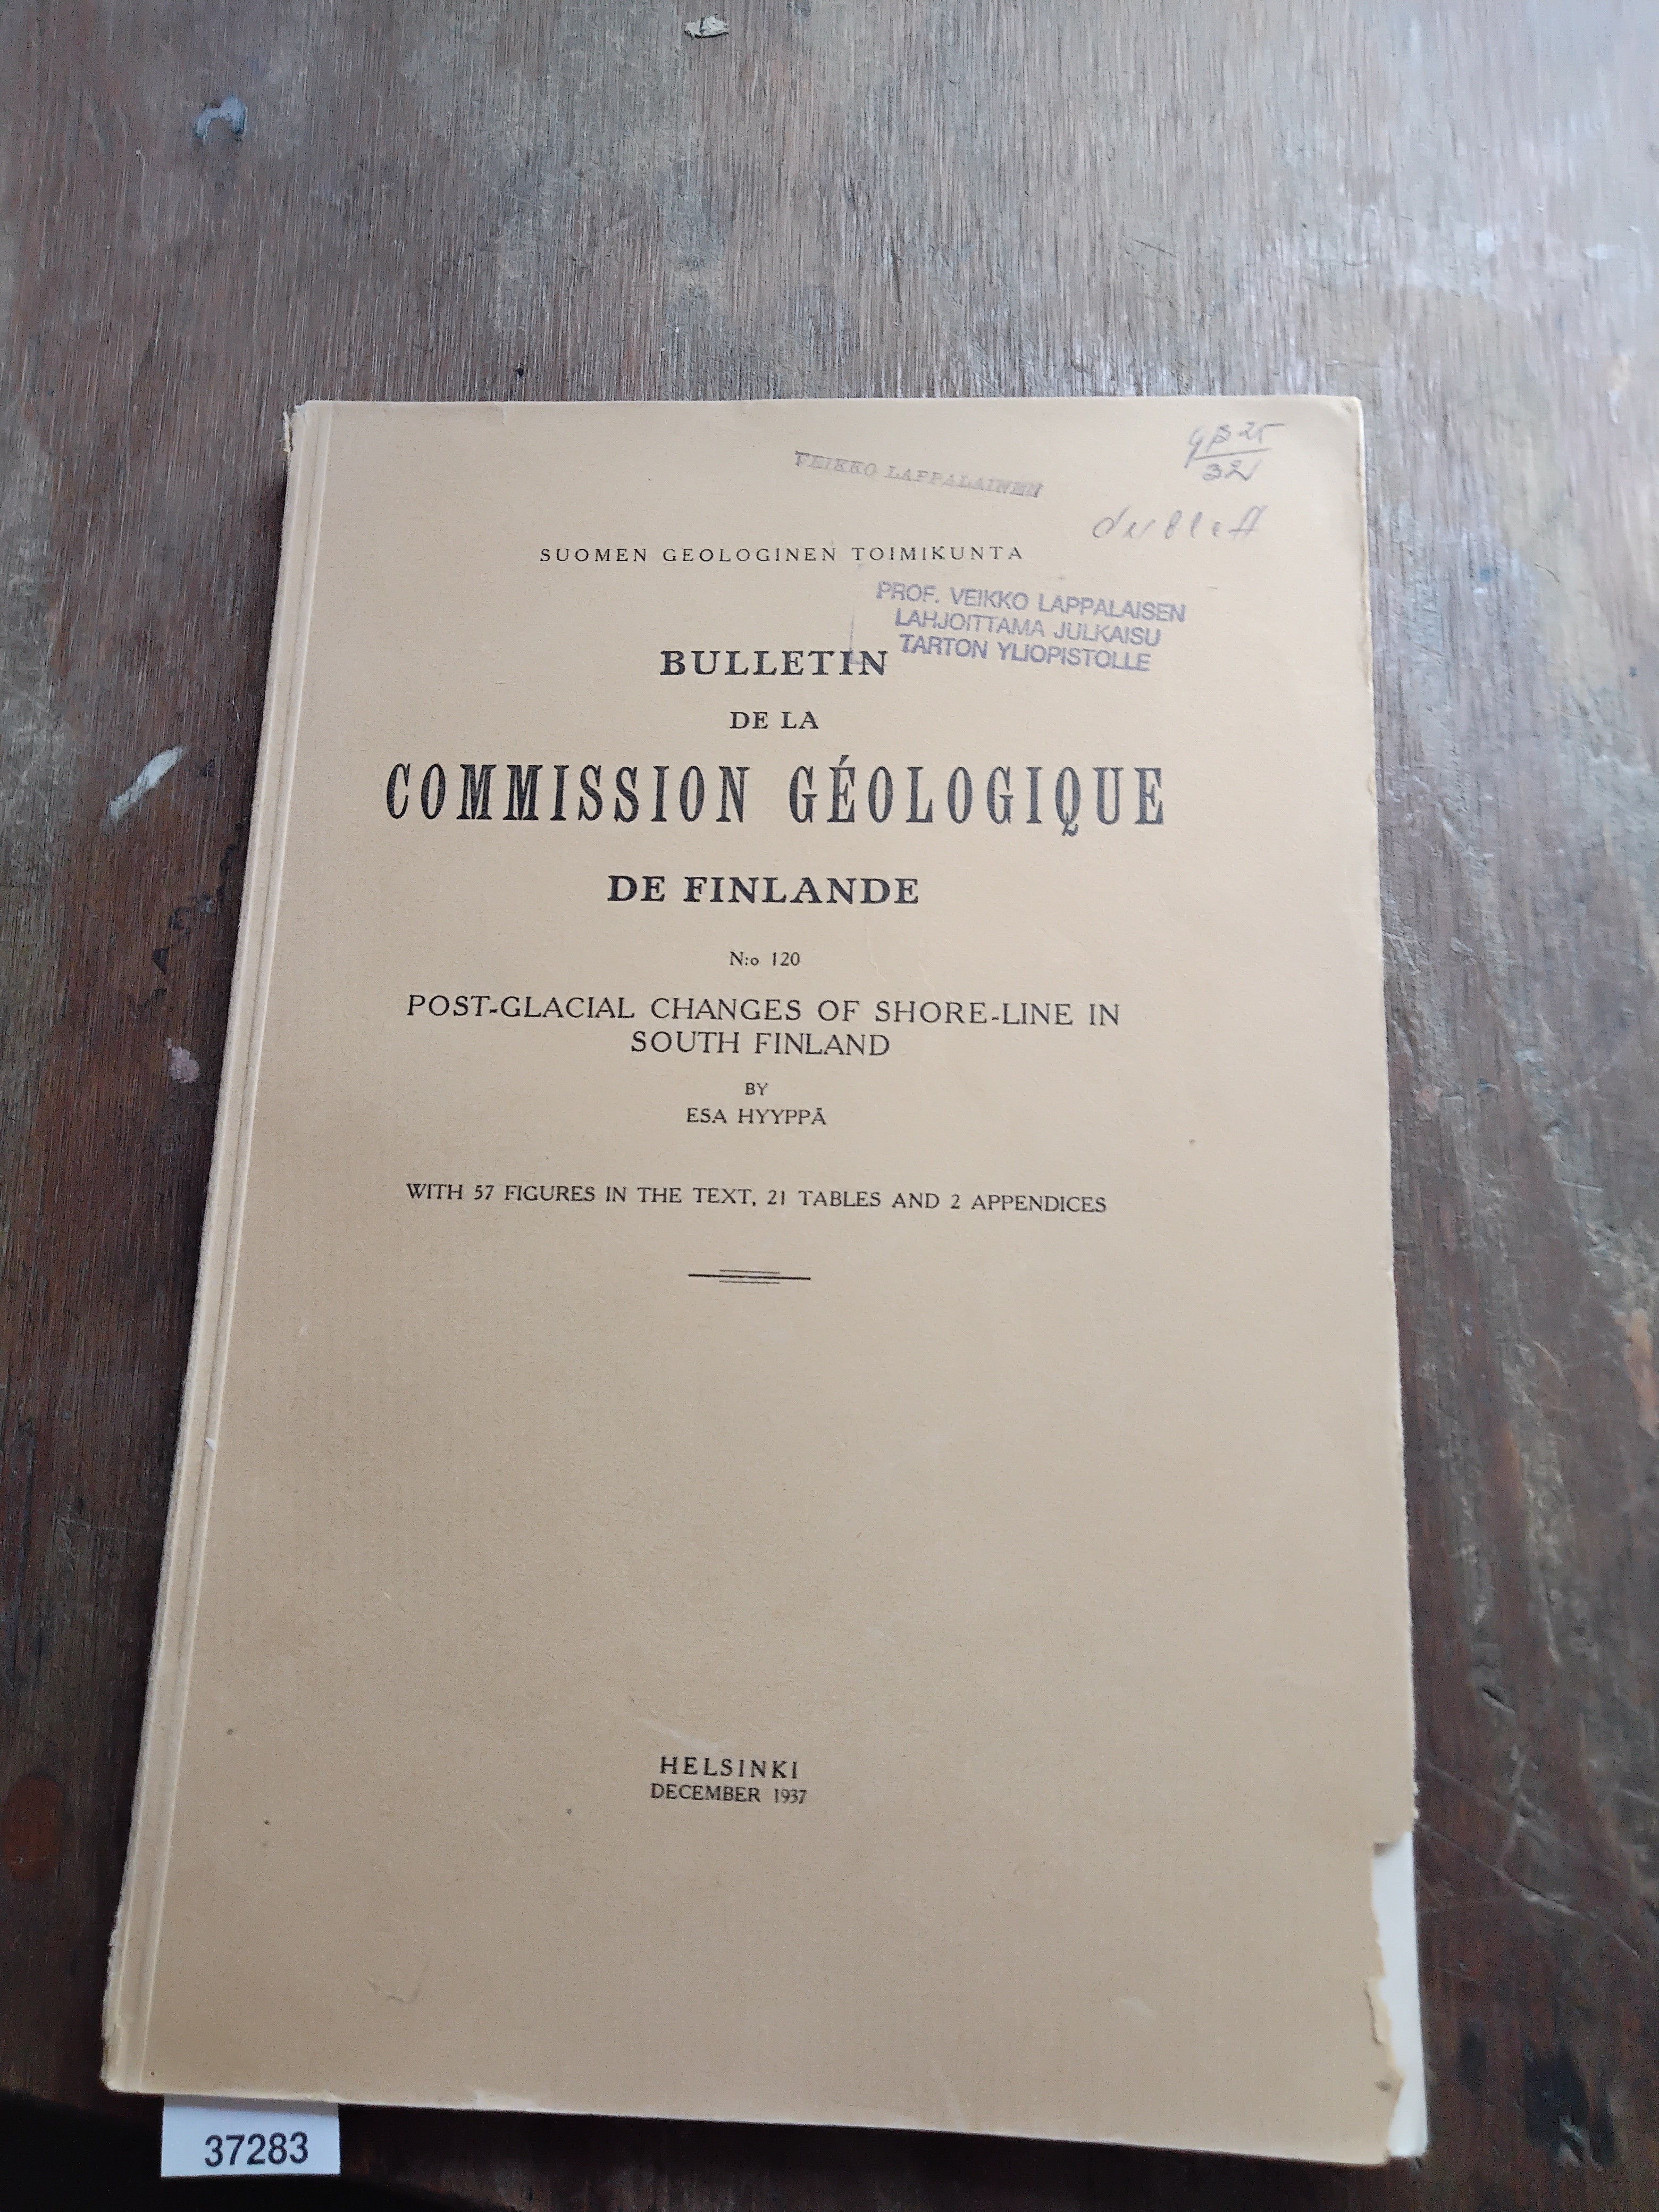 VEIKKO LAPPALAINEN
32
SUOMEN GEOLOGINEN TOIMIKUNTA
PROF. VEIKKO LAPPALAISEN
LAHJOITTAMA JULKAISU
TARTON YLIOPISTOLLE
BULLETIN
DE LA
COMMISSION GÉOLOGIQUE
DE FINLANDE
N:o 120
POST-GLACIAL CHANGES OF SHORE-LINE IN
SOUTH FINLAND
BY
ESA HYYPPÄ
WITH 57 FIGURES IN THE TEXT, 21 TABLES AND 2 APPENDICES
HELSINKI
DECEMBER 1937
37283